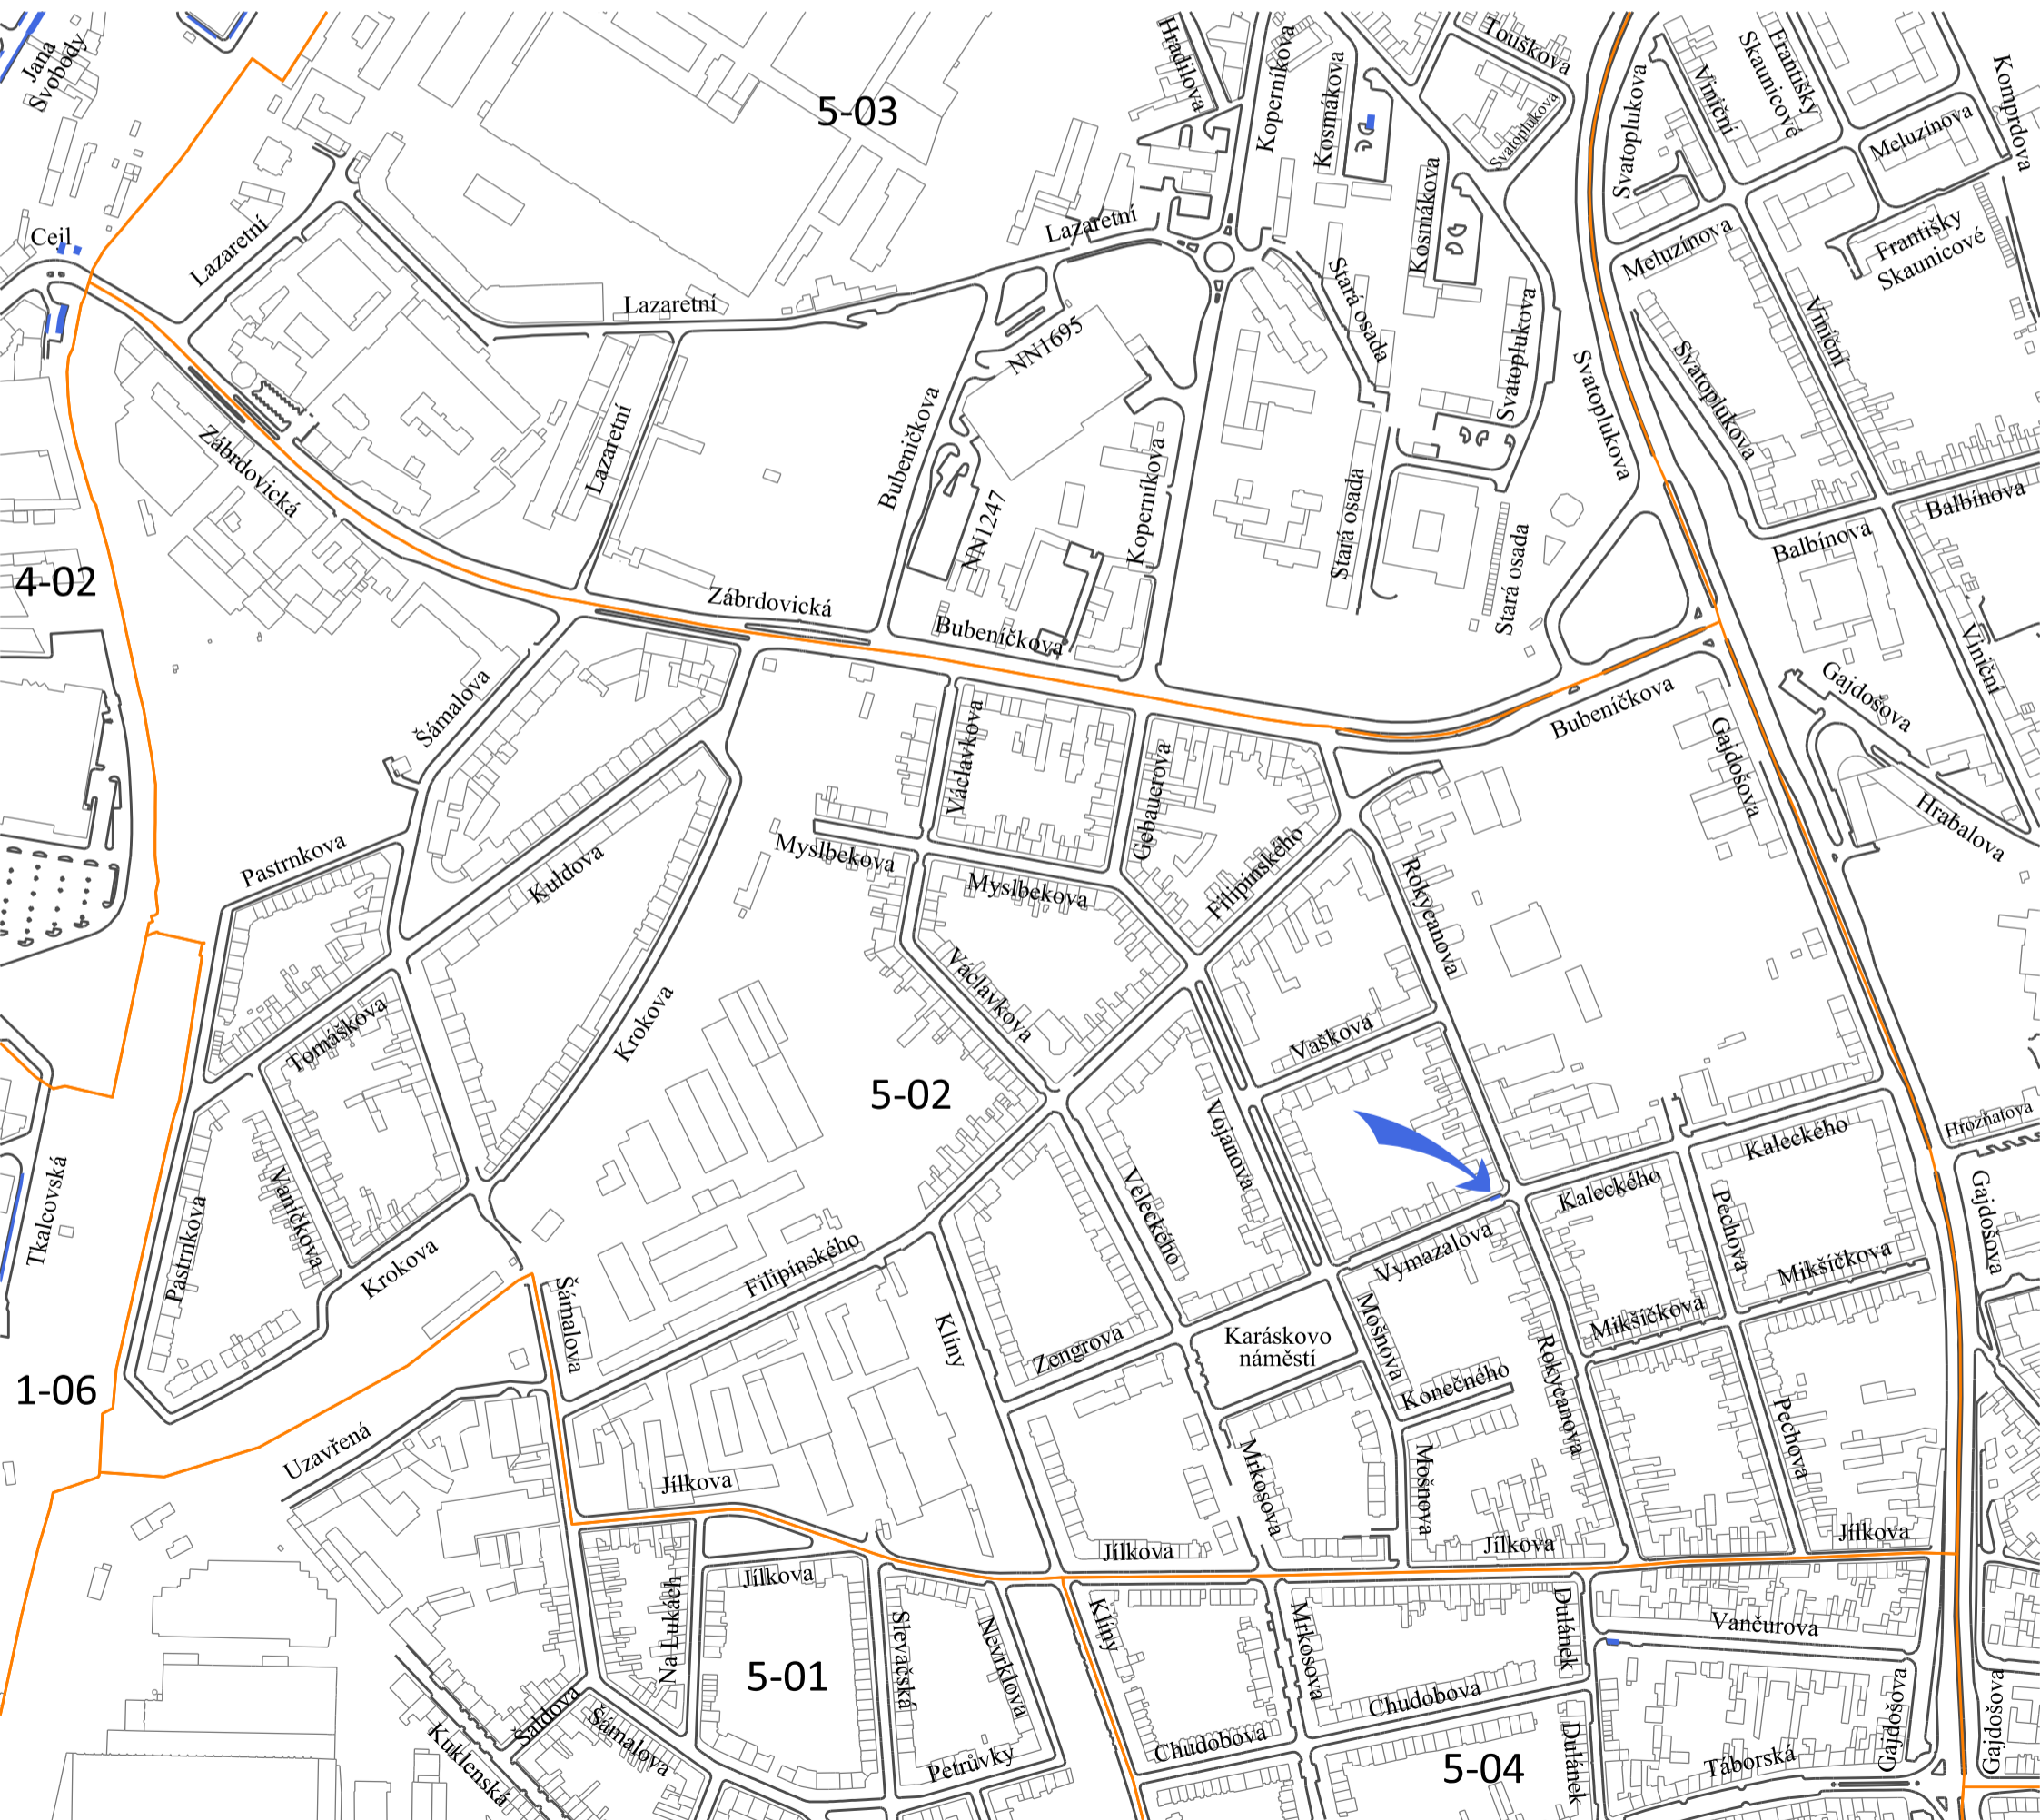 Jana
Svobody
5-03
Hradilova
Koperníkova
Kosmákova
Touškova
Svatoplukova
Svatoplukova
Viniční
Františky
Skaunicové
Komprdova
Meluzínova
Cejl
Lazaretní
Lazaretní
Kosmákova
Meluzínova
Františky
Skaunicové
Lazaretní
Stará osada
Svatoplukova
Viniční
NN1695
Svatoplukova
Svatoplukova
Zábrdovická
Lazaretní
Bubeníčkova
Koperníkova
Stará osada
NN1247
Stará osada
Balbínova
Balbínova
4-02
Zábrdovická
Bubeníčkova
Viniční
Šámalova
Václavkova
Bubeníčkova
Gajdošova
Gajdošova
Gebauerova
Hrabalova
Pastrnkova
Kuldova
Myslbekova
Myslbekova
Filipínského
Rokycanova
Tomáškova
Krokova
Václavkova
Vaškova
5-02
Vojanova
Hrozňatova
Kaleckého
Tkalcovská
Pastrnkova
Vaníčkova
Krokova
Veleckého
Kaleckého
Pechova
Gajdošova
Filipínského
Vymazalova
Mikšíčkova
Šámalova
Klíny
Zengrova
Karáskovo
náměstí
Mošnova
Mikšíčkova
Rokycanova
1-06
Konečného
Uzavřená
Jílkova
Mrkosova
Mošnova
Pechova
Jílkova
Jílkova
Jílkova
Jílkova
Na Lukách
Slevačská
Nevrklova
Klíny
Mrkosova
Dulánek
Vančurova
5-01
Šaldova
Šámalova
Kuklenská
Petrůvky
Chudobova
Chudobova
5-04
Dulánek
Táborská
Gajdošova
Gajdošova